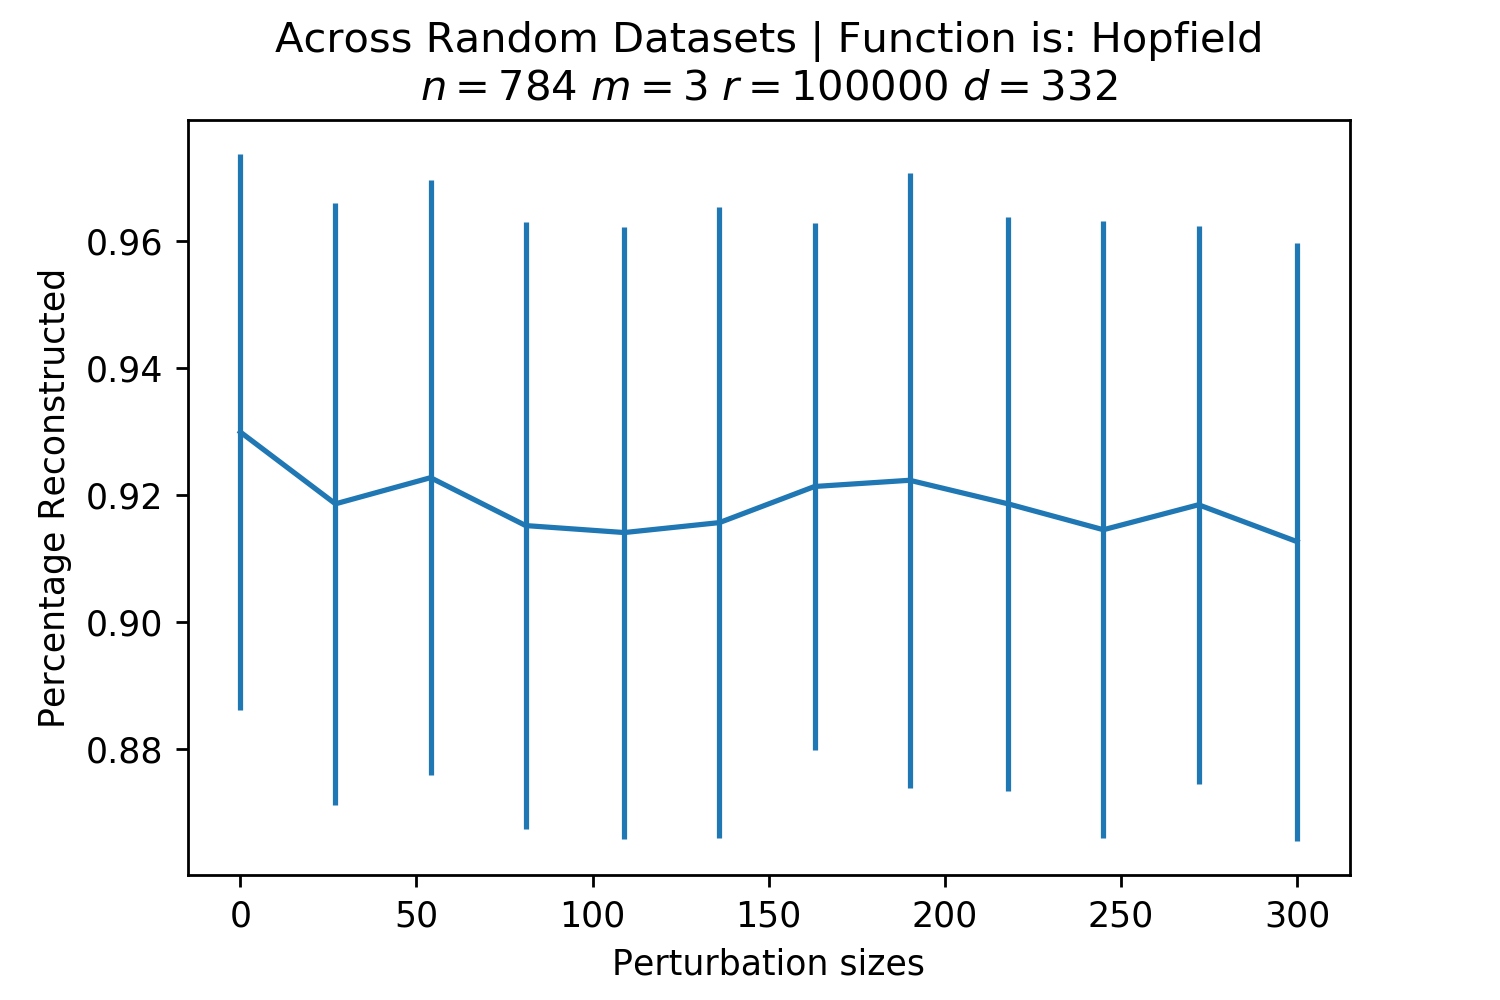 Across Random Datasets | Function is: Hopfield
n = 784 m = 3 r = 100000 d = 332
Percentage Reconstructed
0.96
0.94
0.92
0.90
0.88
0 50 100 150 200 250 300
Perturbation sizes